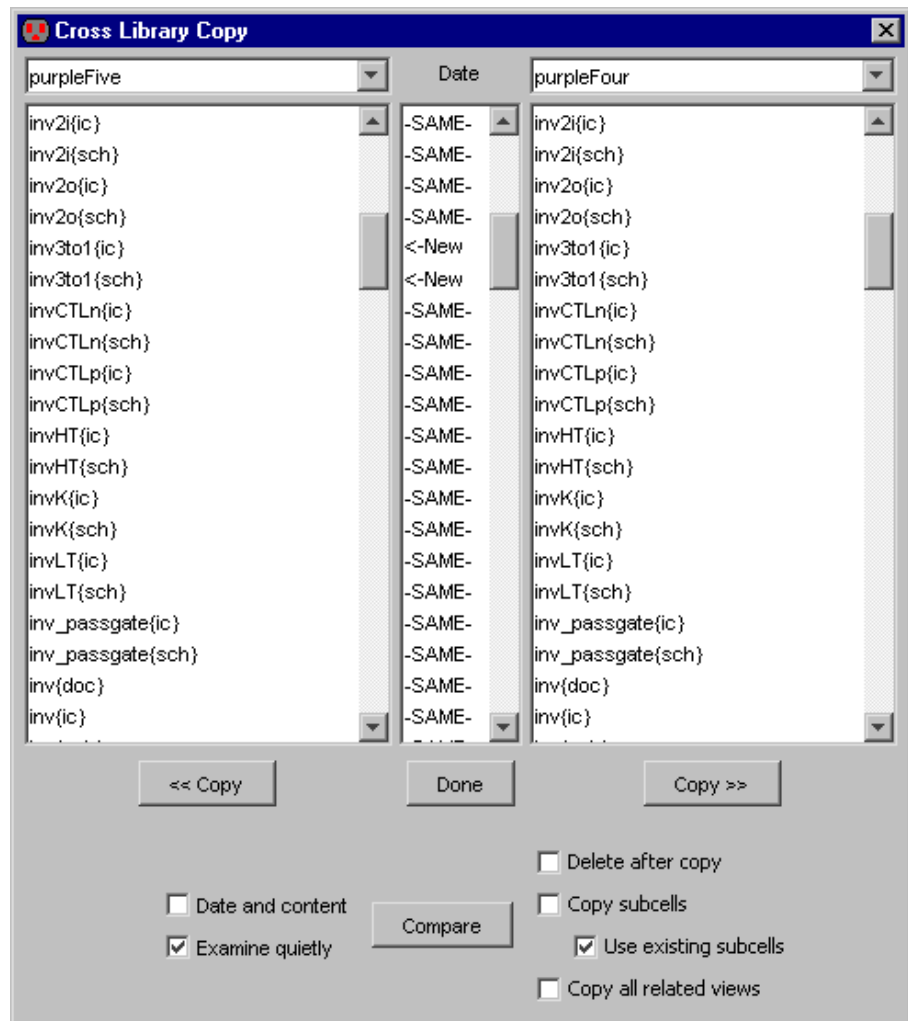 Cross Library Copy
purpleFive Date purpleFour
inv2i{ic} -SAME- inv2i{ic}
inv2i{sch} -SAME- inv2i{sch}
inv2o{ic} -SAME- inv2o{ic}
inv2o{sch} -SAME- inv2o{sch}
inv3to1{ic} <-New inv3to1{ic}
inv3to1{sch} <-New inv3to1{sch}
invCTLn{ic} -SAME- invCTLn{ic}
invCTLn{sch} -SAME- invCTLn{sch}
invCTLp{ic} -SAME- invCTLp{ic}
invCTLp{sch} -SAME- invCTLp{sch}
invHT{ic} -SAME- invHT{ic}
invHT{sch} -SAME- invHT{sch}
invK{ic} -SAME- invK{ic}
invK{sch} -SAME- invK{sch}
invLT{ic} -SAME- invLT{ic}
invLT{sch} -SAME- invLT{sch}
inv_passgate{ic} -SAME- inv_passgate{ic}
inv_passgate{sch} -SAME- inv_passgate{sch}
inv{doc} -SAME- inv{doc}
inv{ic} -SAME- inv{ic}
<< Copy Done Copy >>
Delete after copy
Date and content Copy subcells
Compare
Examine quietly Use existing subcells
Copy all related views